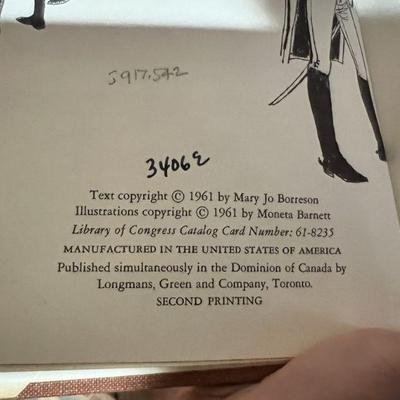 5917.542
3406E
Text copyright © 1961 by Mary Jo Borreson
Illustrations copyright © 1961 by Moneta Barnett
Library of Congress Catalog Card Number: 61-8235
MANUFACTURED IN THE UNITED STATES OF AMERICA
Published simultaneously in the Dominion of Canada by
Longmans, Green and Company, Toronto.
SECOND PRINTING